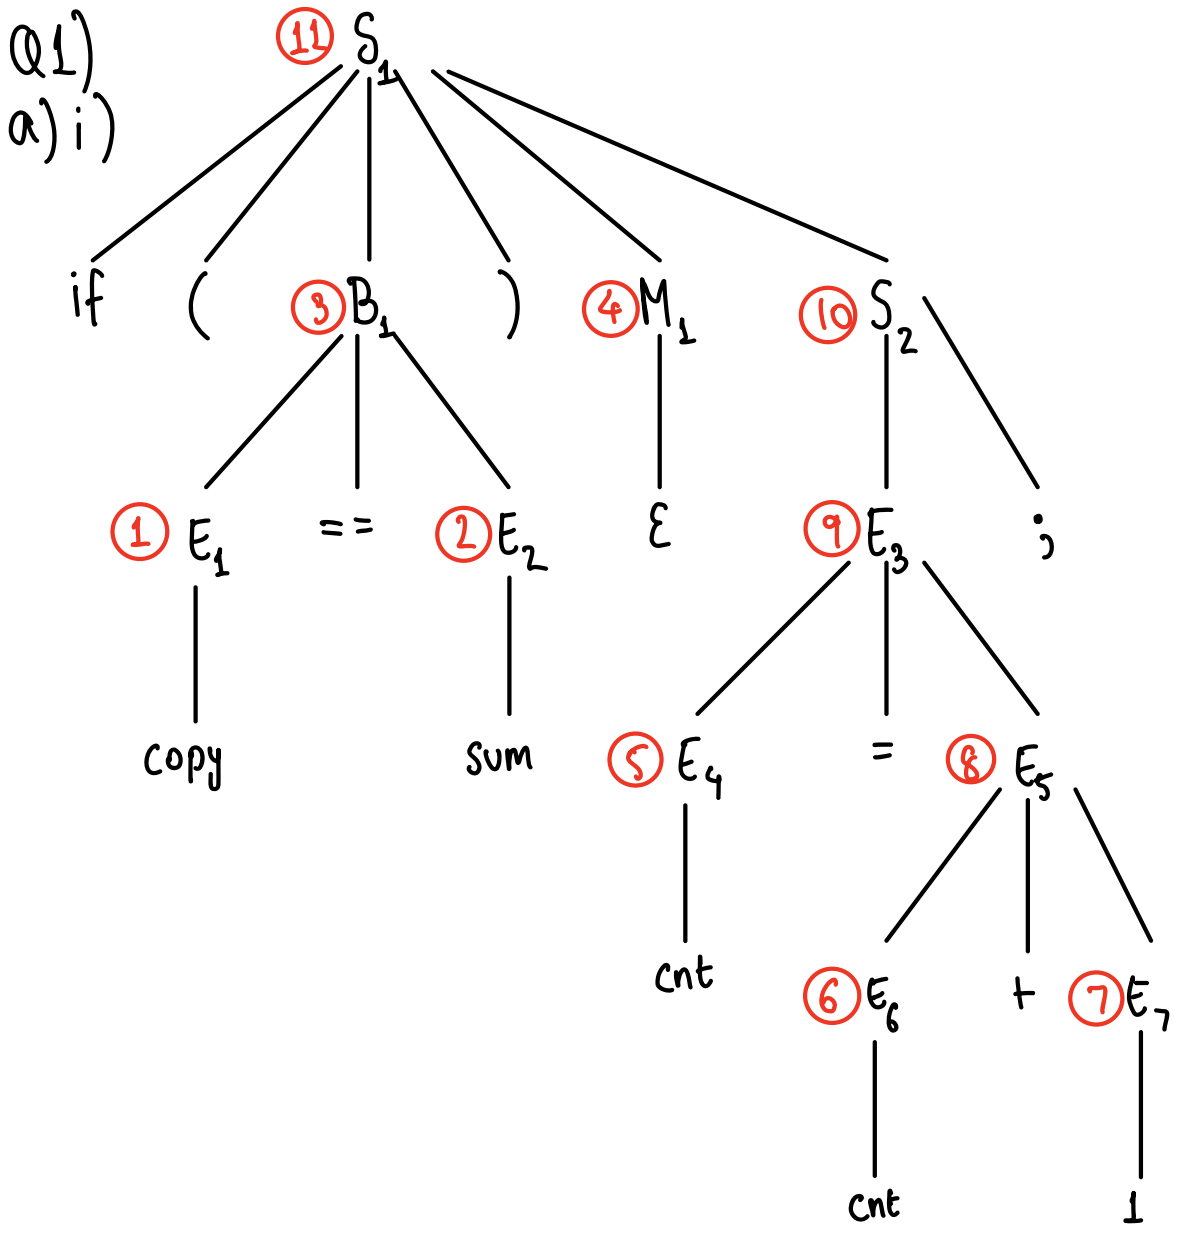 Q1)
a) i)
11 S1
if ( 3 B1 ) 4 M1 10 S2
1 E1 == 2 E2 ε 9 E3 ;
copy sum 5 E4 = 8 E5
cnt 6 E6 + 7 E7
cnt 1